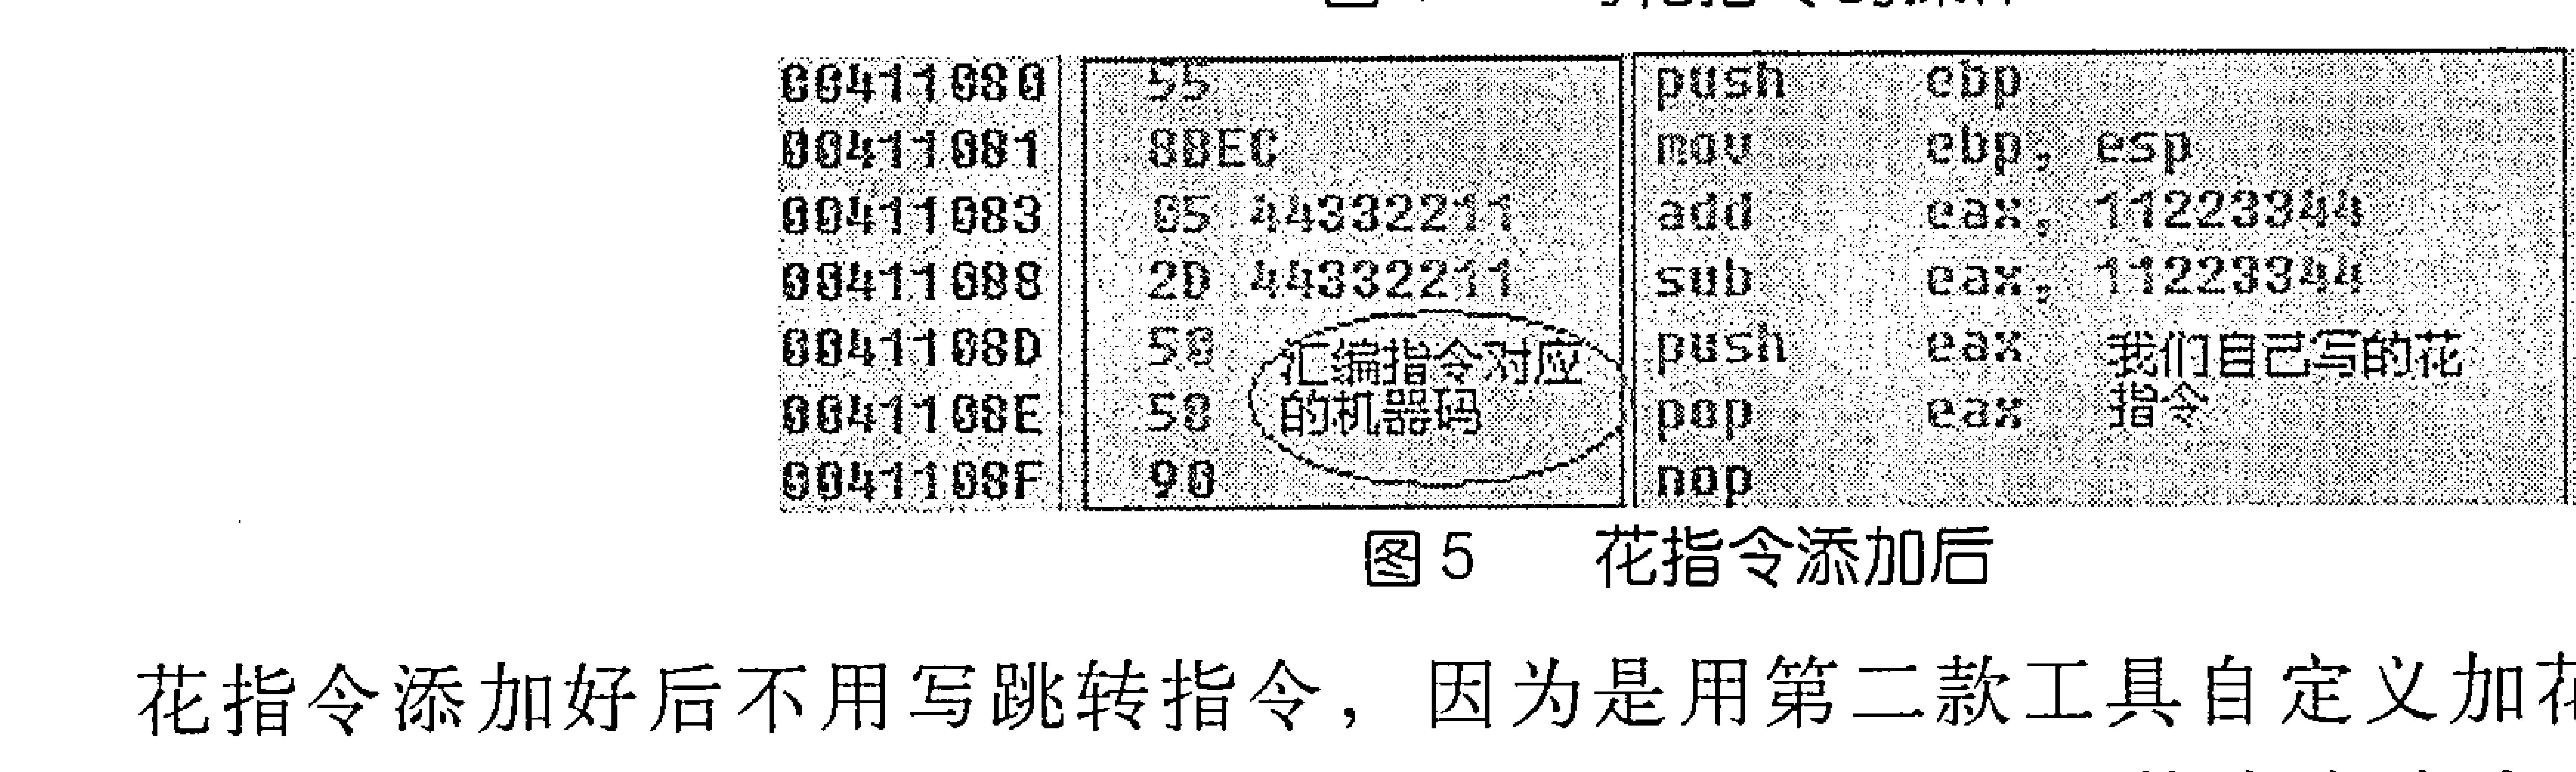 00411080 55 push ebp
00411081 8BEC mov ebp, esp
00411083 05 44332211 add eax, 11223344
00411088 2D 44332211 sub eax, 11223344
0041108D 50 push eax
0041108E 58 pop eax
0041108F 90 nop
汇编指令对应
的机器码
我们自己写的花
指令
图5 花指令添加后
花指令添加好后不用写跳转指令，因为是用第二款工具自定义加花